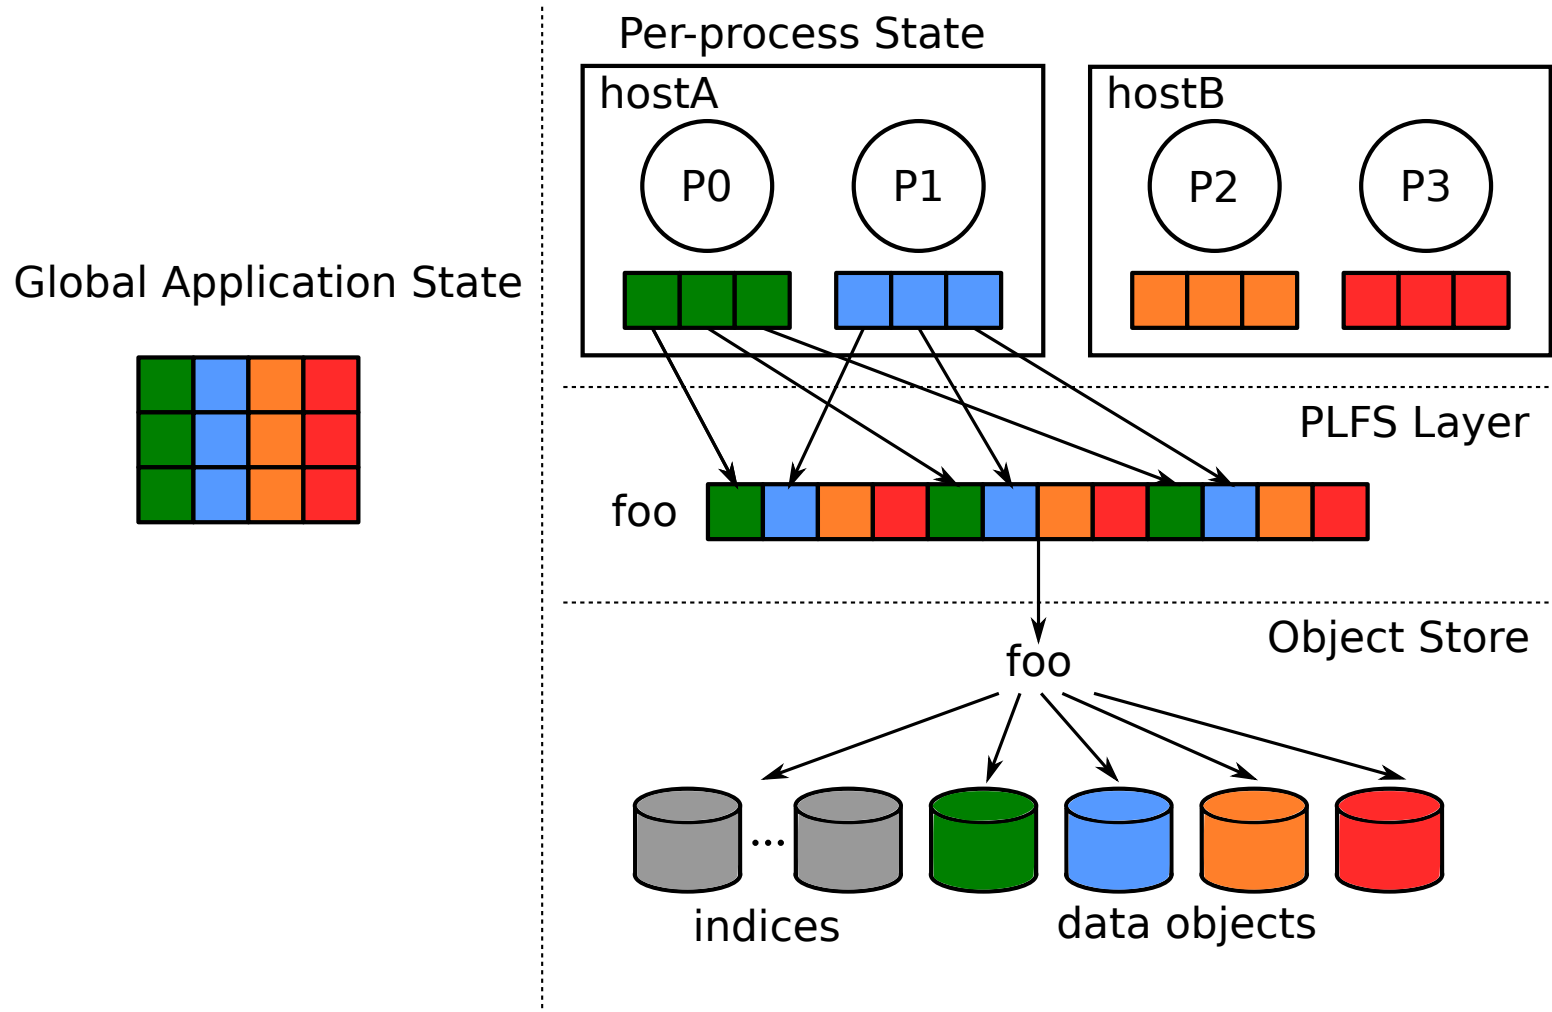 Per-process State
hostA
hostB
P0
P1
P2
P3
Global Application State
PLFS Layer
foo
Object Store
foo
...
indices
data objects